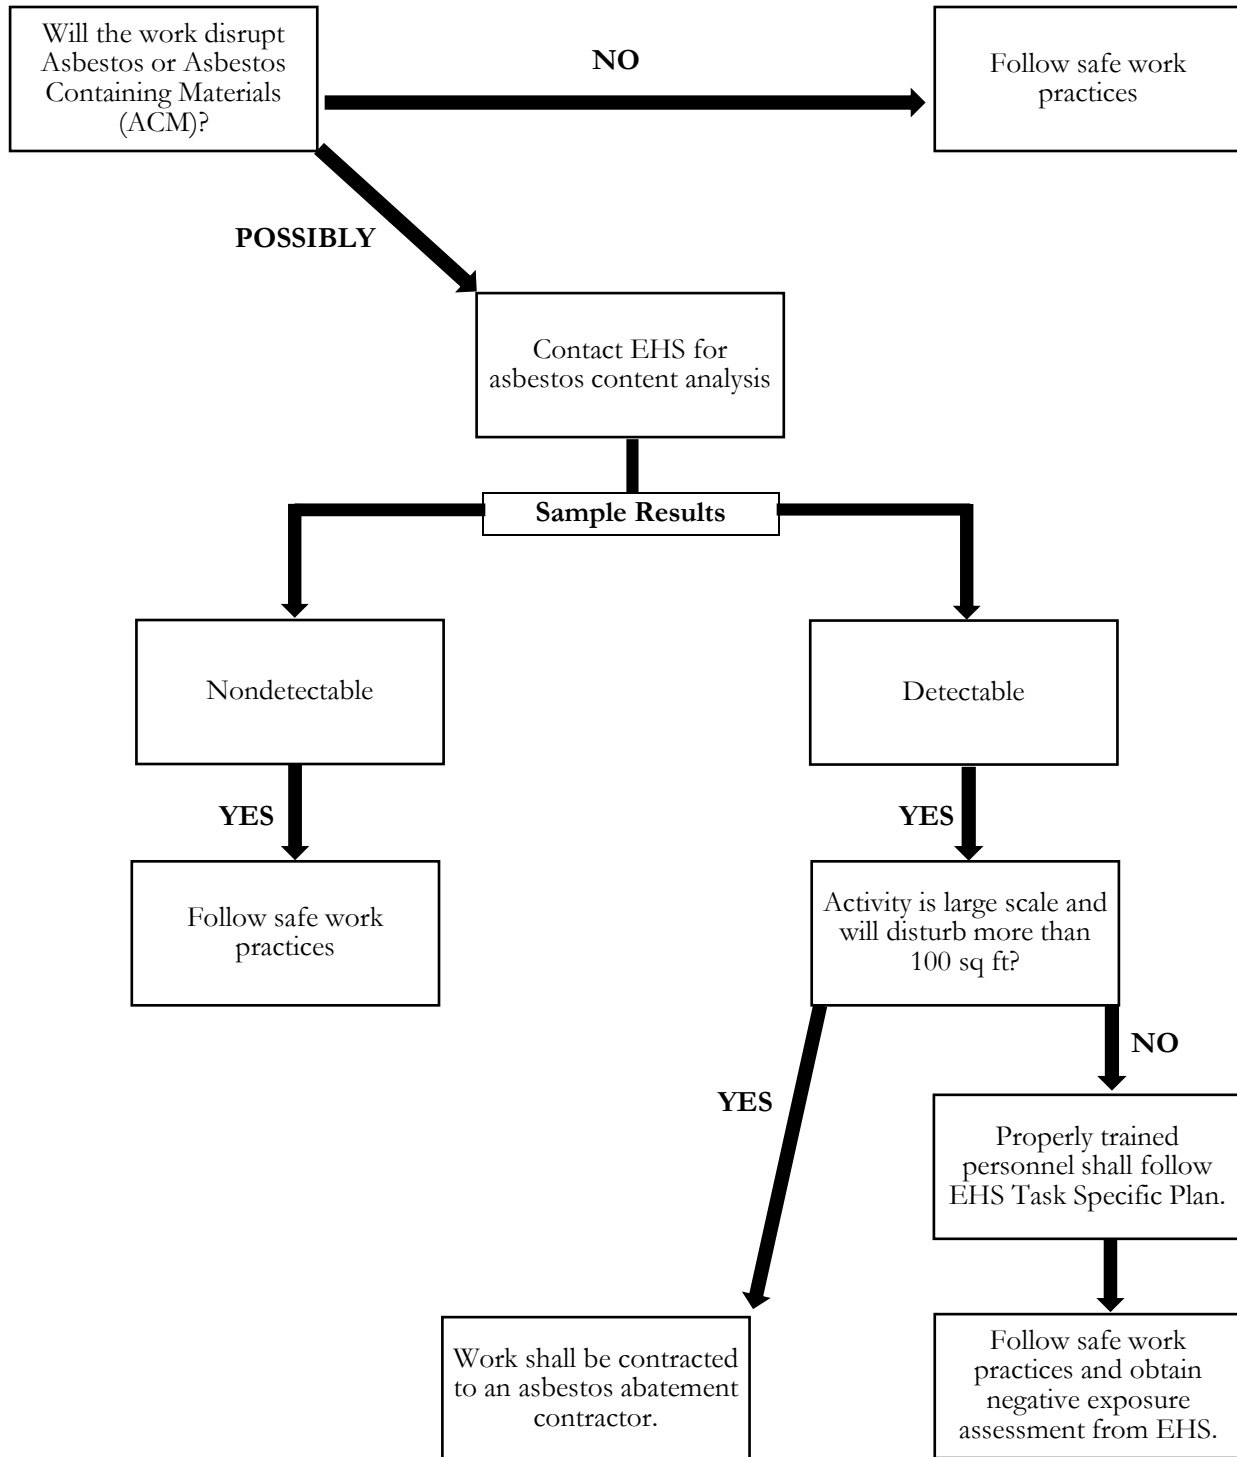 Will the work disrupt
Asbestos or Asbestos
Containing Materials
(ACM)?
NO
Follow safe work
practices
POSSIBLY
Contact EHS for
asbestos content analysis
Sample Results
Nondetectable
Detectable
YES
YES
Follow safe work
practices
Activity is large scale and
will disturb more than
100 sq ft?
NO
YES
Properly trained
personnel shall follow
EHS Task Specific Plan.
Work shall be contracted
to an asbestos abatement
contractor.
Follow safe work
practices and obtain
negative exposure
assessment from EHS.